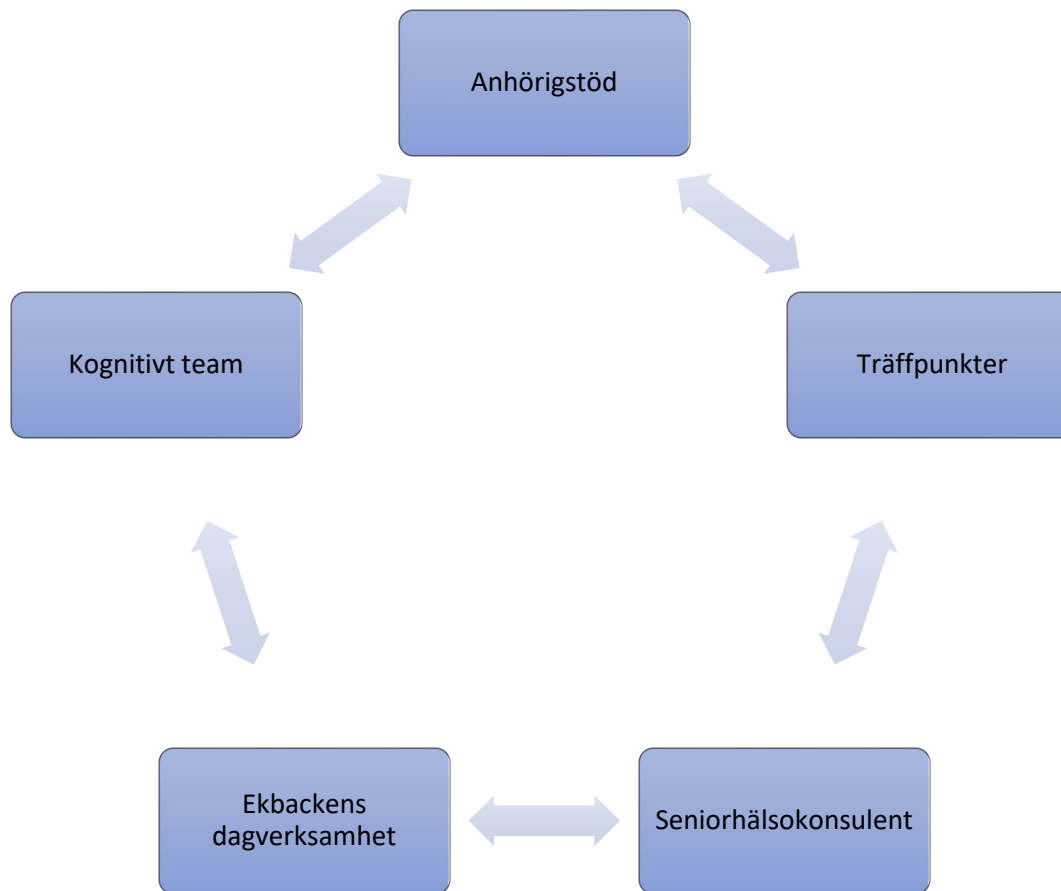 Anhörigstöd
Kognitivt team
Träffpunkter
Ekbackens
dagverksamhet
Seniorhälsokonsulent